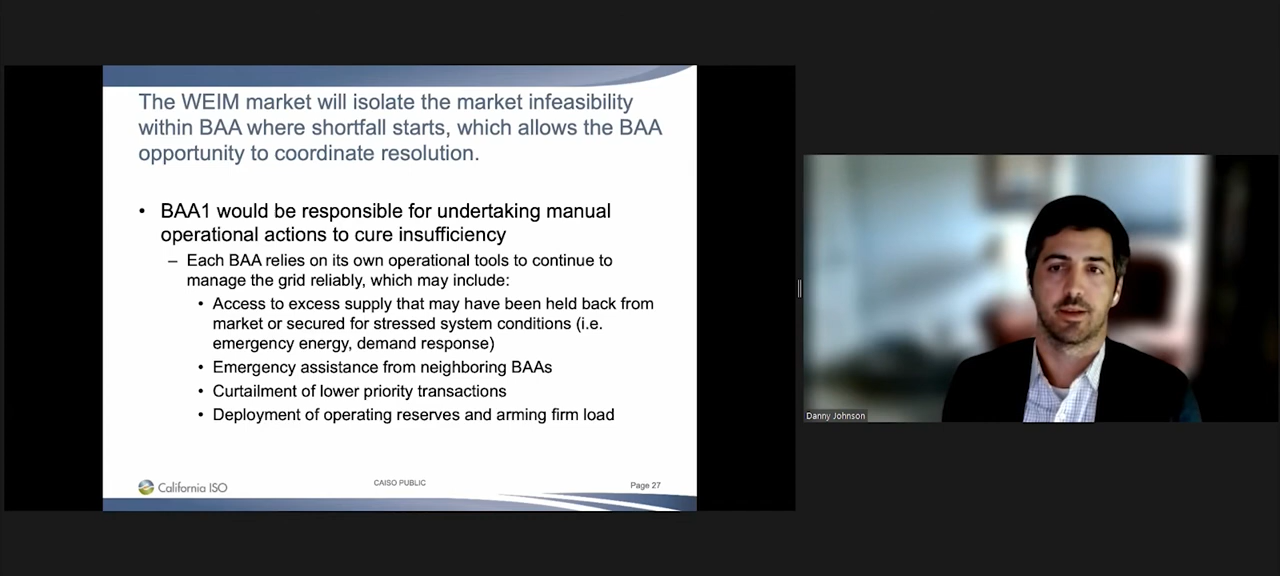 The WEIM market will isolate the market infeasibility
within BAA where shortfall starts, which allows the BAA
opportunity to coordinate resolution.
• BAA1 would be responsible for undertaking manual
operational actions to cure insufficiency
– Each BAA relies on its own operational tools to continue to
manage the grid reliably, which may include:
• Access to excess supply that may have been held back from
market or secured for stressed system conditions (i.e.
emergency energy, demand response)
• Emergency assistance from neighboring BAAs
• Curtailment of lower priority transactions
• Deployment of operating reserves and arming firm load
California ISO
CAISO PUBLIC
Page 27
Danny Johnson